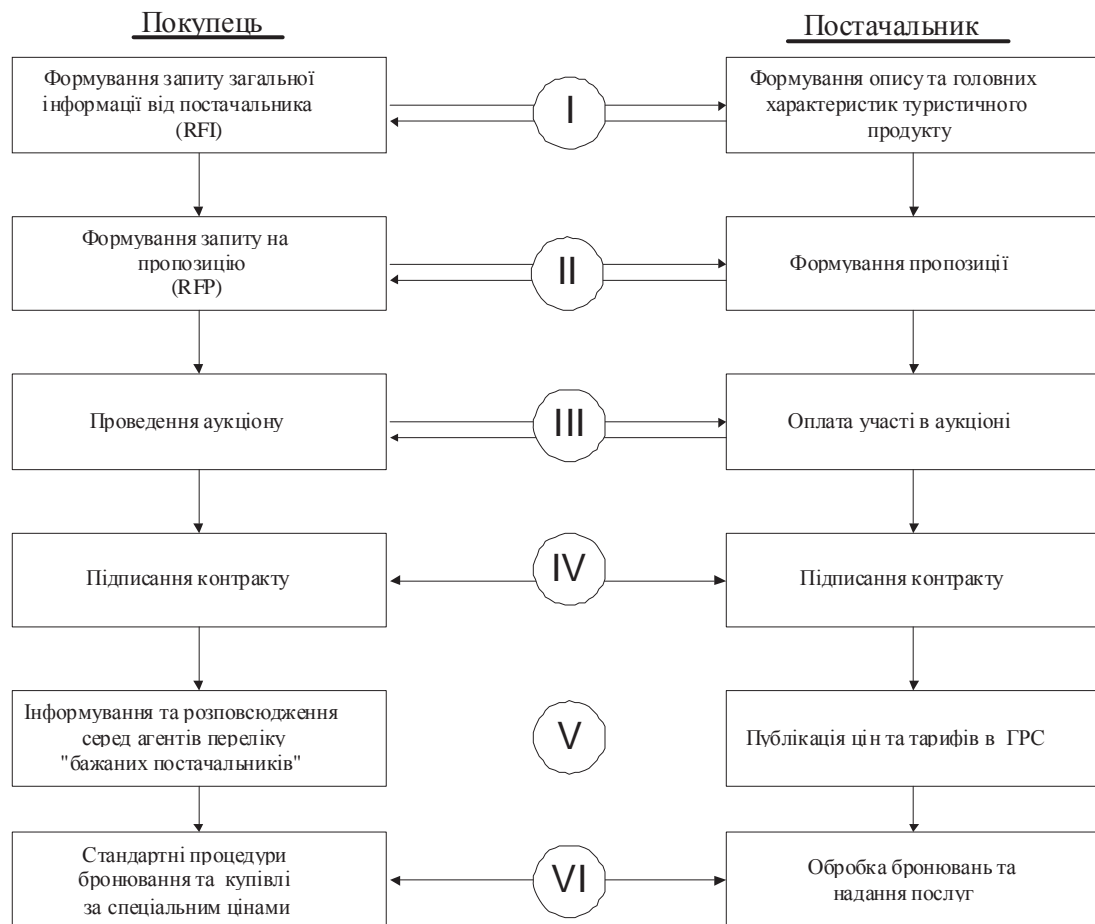 Покупець
Постачальник
Формування запиту загальної
інформації від постачальника
(RFI)
I
Формування опису та головних
характеристик туристичного
продукту
Формування запиту на
пропозицію
(RFP)
II
Формування пропозиції
Проведення аукціону
III
Оплата участі в аукціоні
Підписання контракту
IV
Підписання контракту
Інформування та розповсюдження
серед агентів переліку
"бажаних постачальників"
V
Публікація цін та тарифів в ГРС
Стандартні процедури
бронювання та купівлі
за спеціальним цінами
VI
Обробка бронювань та
надання послуг